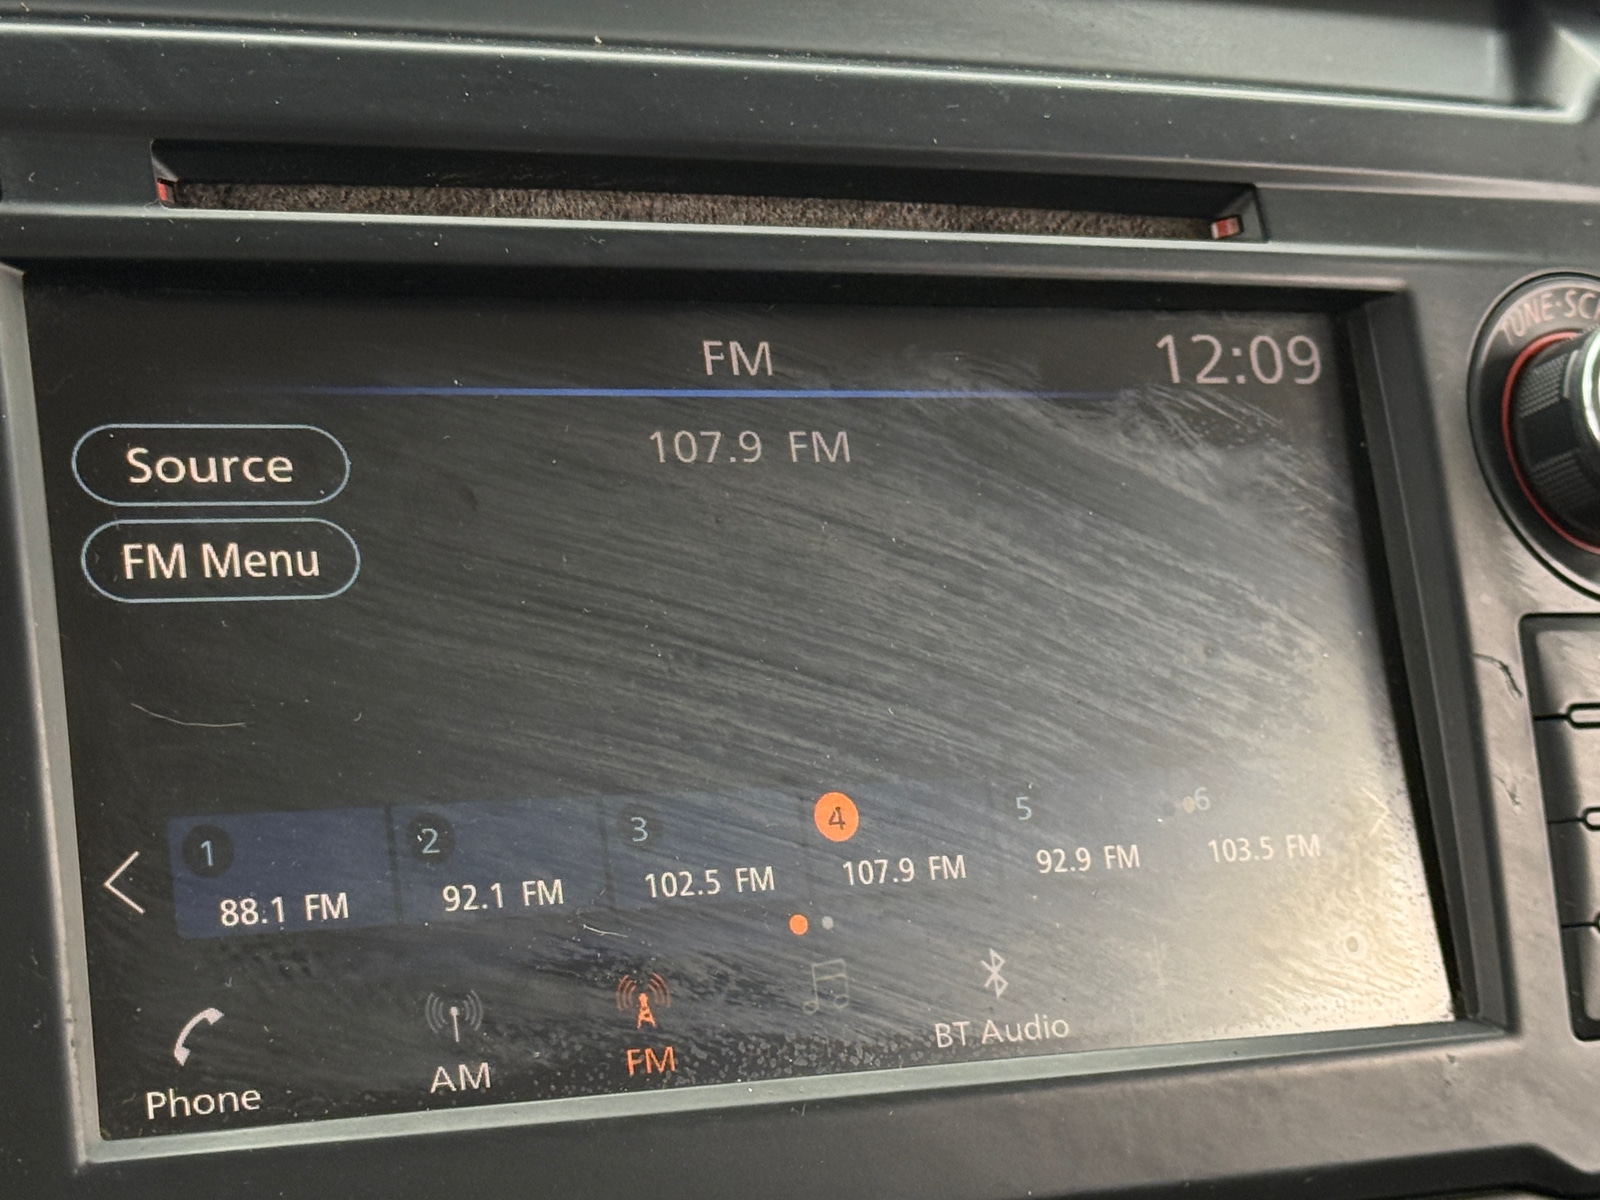 TUNE·SC
FM
12:09
Source
107.9 FM
FM Menu
1
2
3
4
5
6
88.1 FM
92.1 FM
102.5 FM
107.9 FM
92.9 FM
103.5 FM
Phone
AM
FM
BT Audio